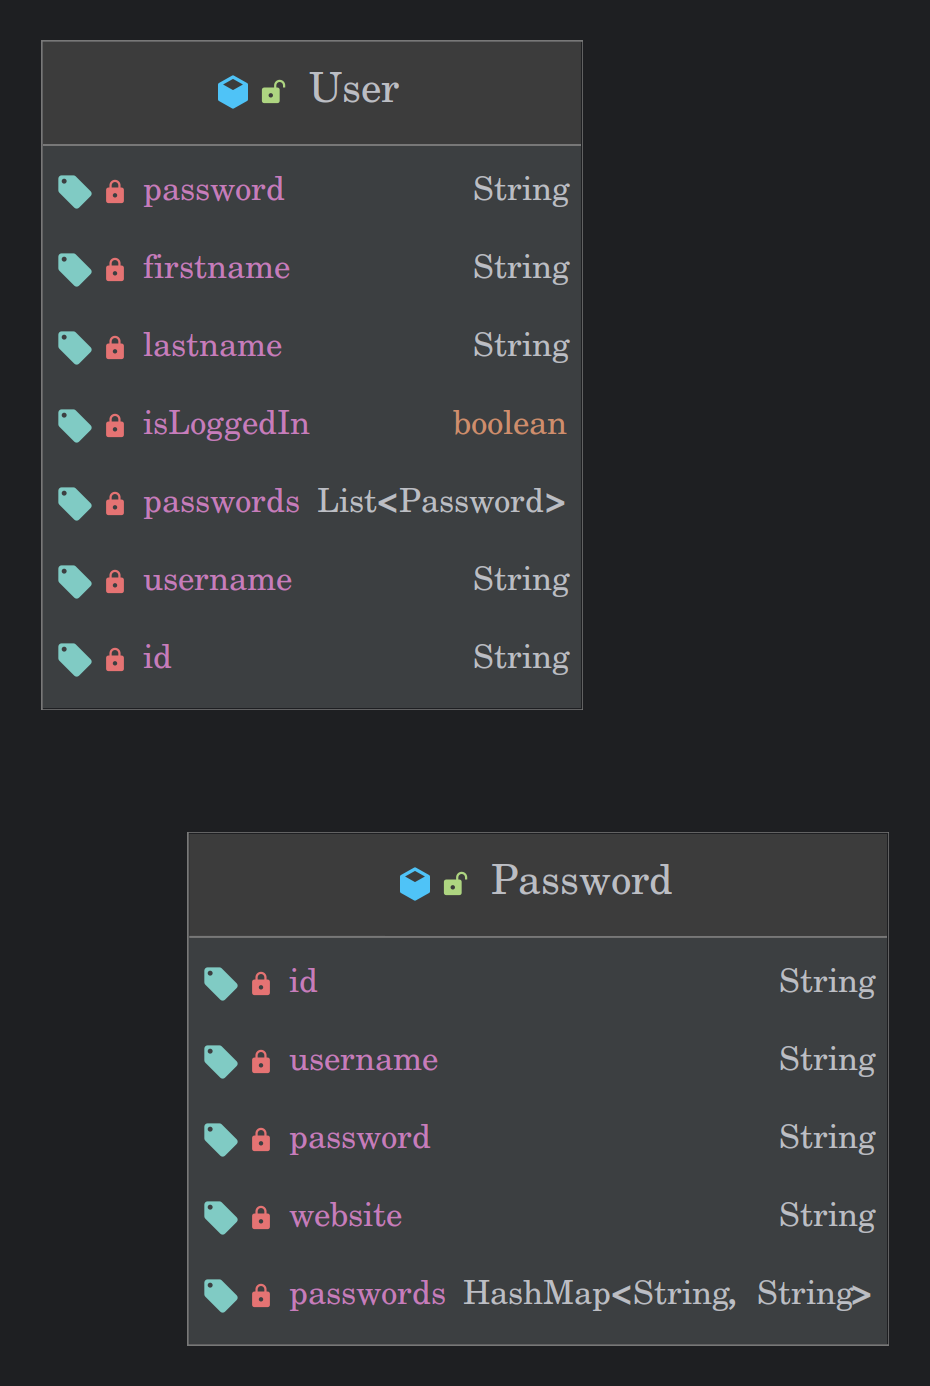 User
password String
firstname String
lastname String
isLoggedIn boolean
passwords List<Password>
username String
id String
Password
id String
username String
password String
website String
passwords HashMap<String, String>